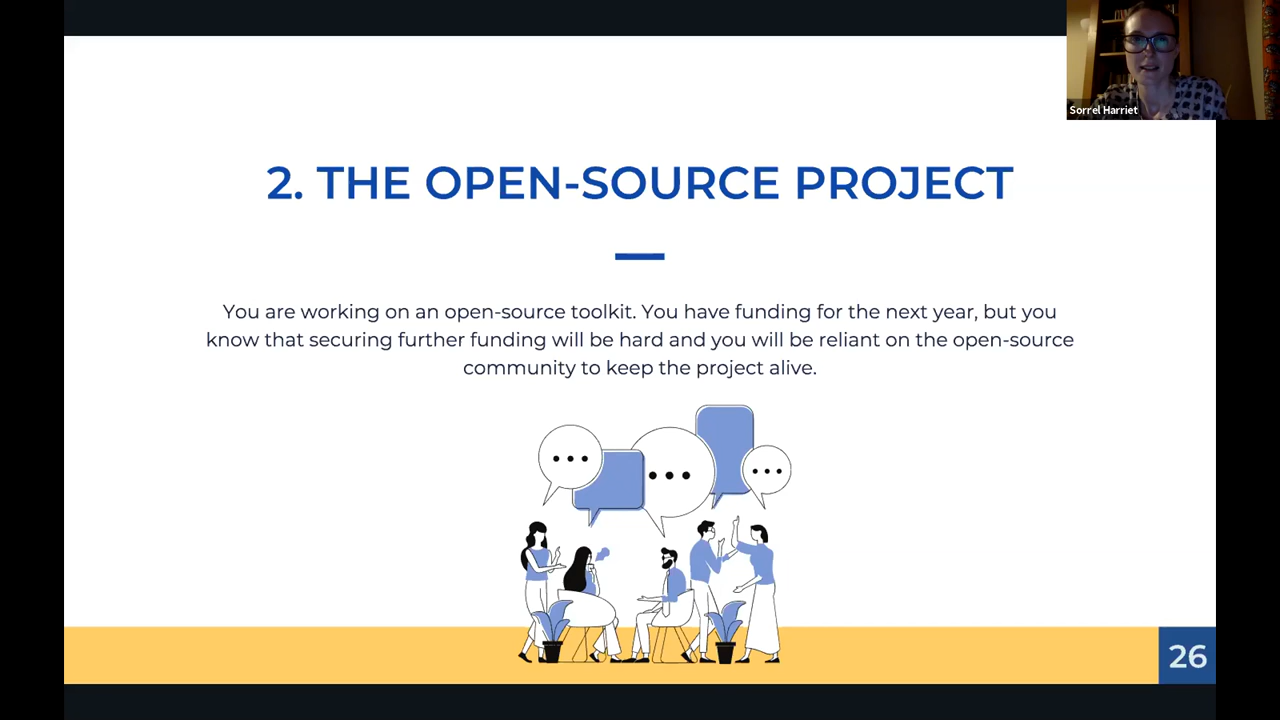 Sorrel Harriet
2. THE OPEN-SOURCE PROJECT
You are working on an open-source toolkit. You have funding for the next year, but you
know that securing further funding will be hard and you will be reliant on the open-source
community to keep the project alive.
26